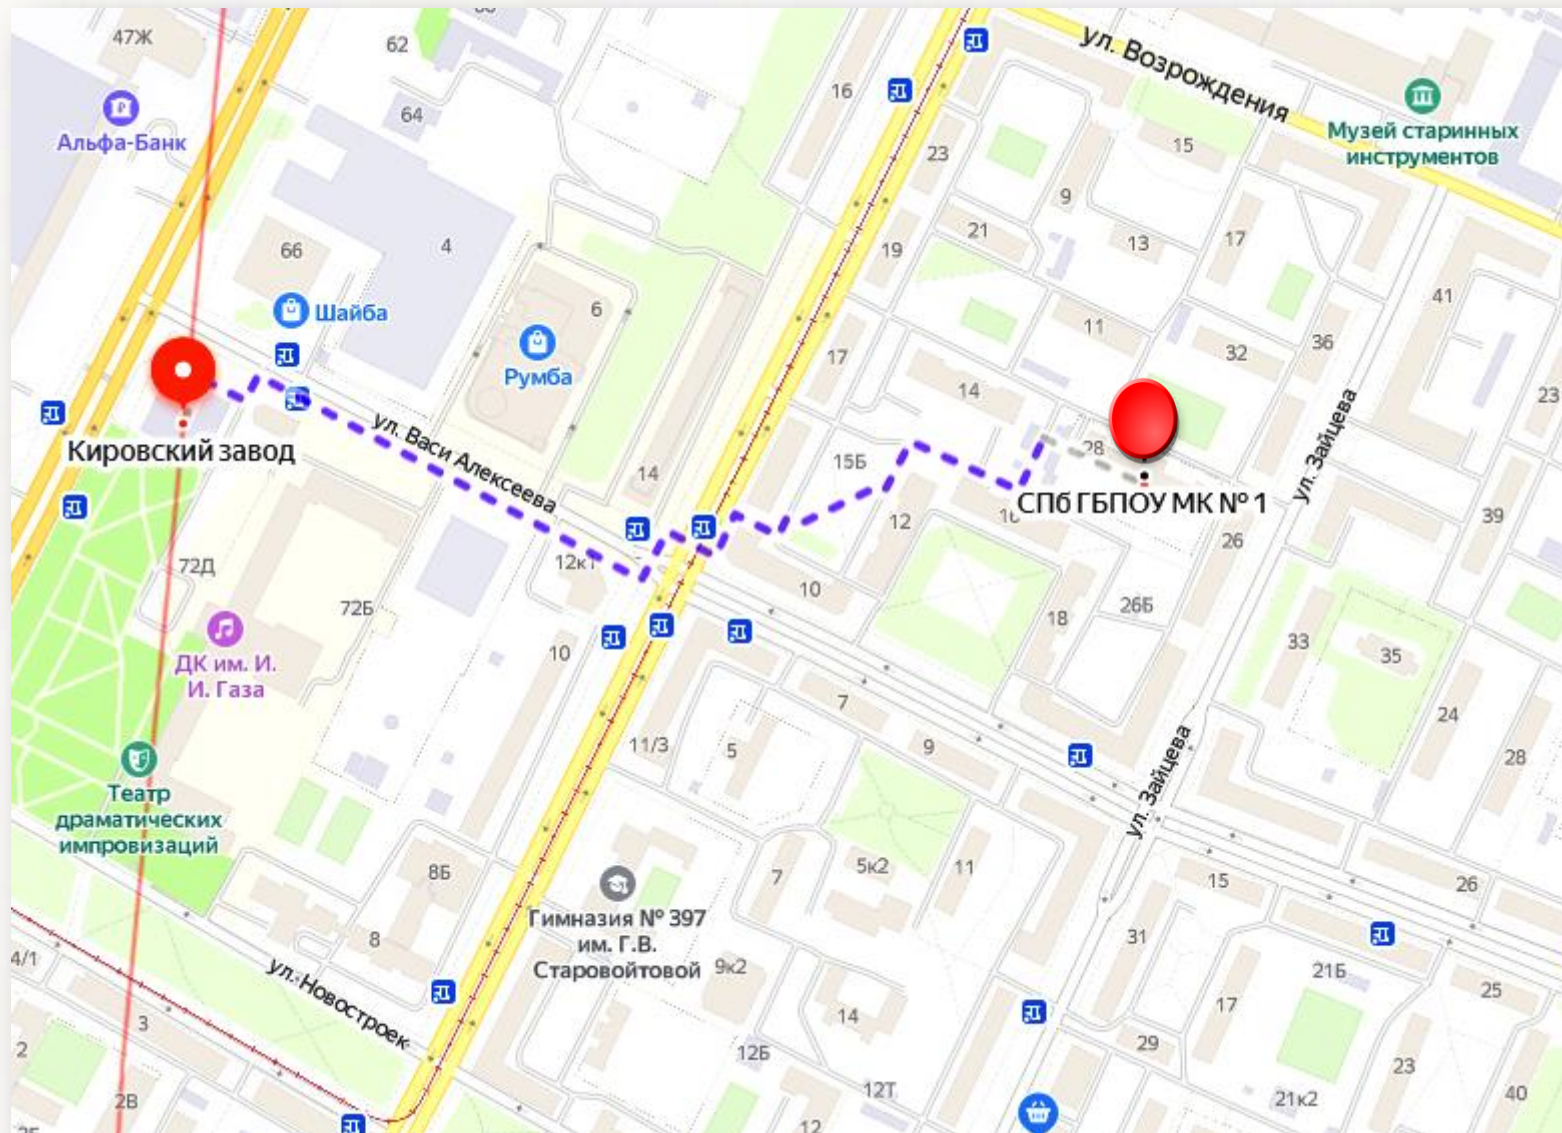 47Ж
62
64
Альфа-Банк
16
ул. Возрождения
Музей старинных
инструментов
15
23
9
66
4
6
Шайба
Румба
19
21
13
17
41
11
36
32
17
14
23
Кировский завод
ул. Васи Алексеева
14
15Б
28
ул. Зайцева
СПб ГБПОУ МК № 1
12
26
39
72Д
12к1
72Б
10
18
26Б
33
35
ДК им. И.
И. Газа
10
7
24
11/3
5
9
28
Театр
драматических
импровизаций
ул. Зайцева
8Б
7
5к2
11
15
26
Гимназия № 397
им. Г.В.
Старовойтовой
8
9к2
31
21Б
4/1
ул. Новостроек
14
17
25
3
2
12Б
29
23
2В
12Т
21к2
40
12